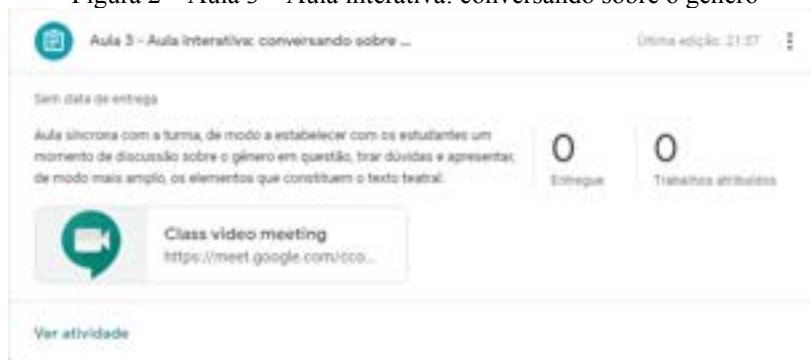 Figura 2 – Aula 3 – Aula interativa: conversando sobre o gênero
Aula 3 - Aula Interativa: conversando sobre ...
Última edição: 21:57
Sem data de entrega
Aula síncrona com a turma, de modo a estabelecer com os estudantes um
momento de discussão sobre o gênero em questão, tirar dúvidas e apresentar,
de modo mais amplo, os elementos que constituem o texto teatral.
0
Entregue
0
Trabalhos atribuídos
Class video meeting
https://meet.google.com/cco...
Ver atividade